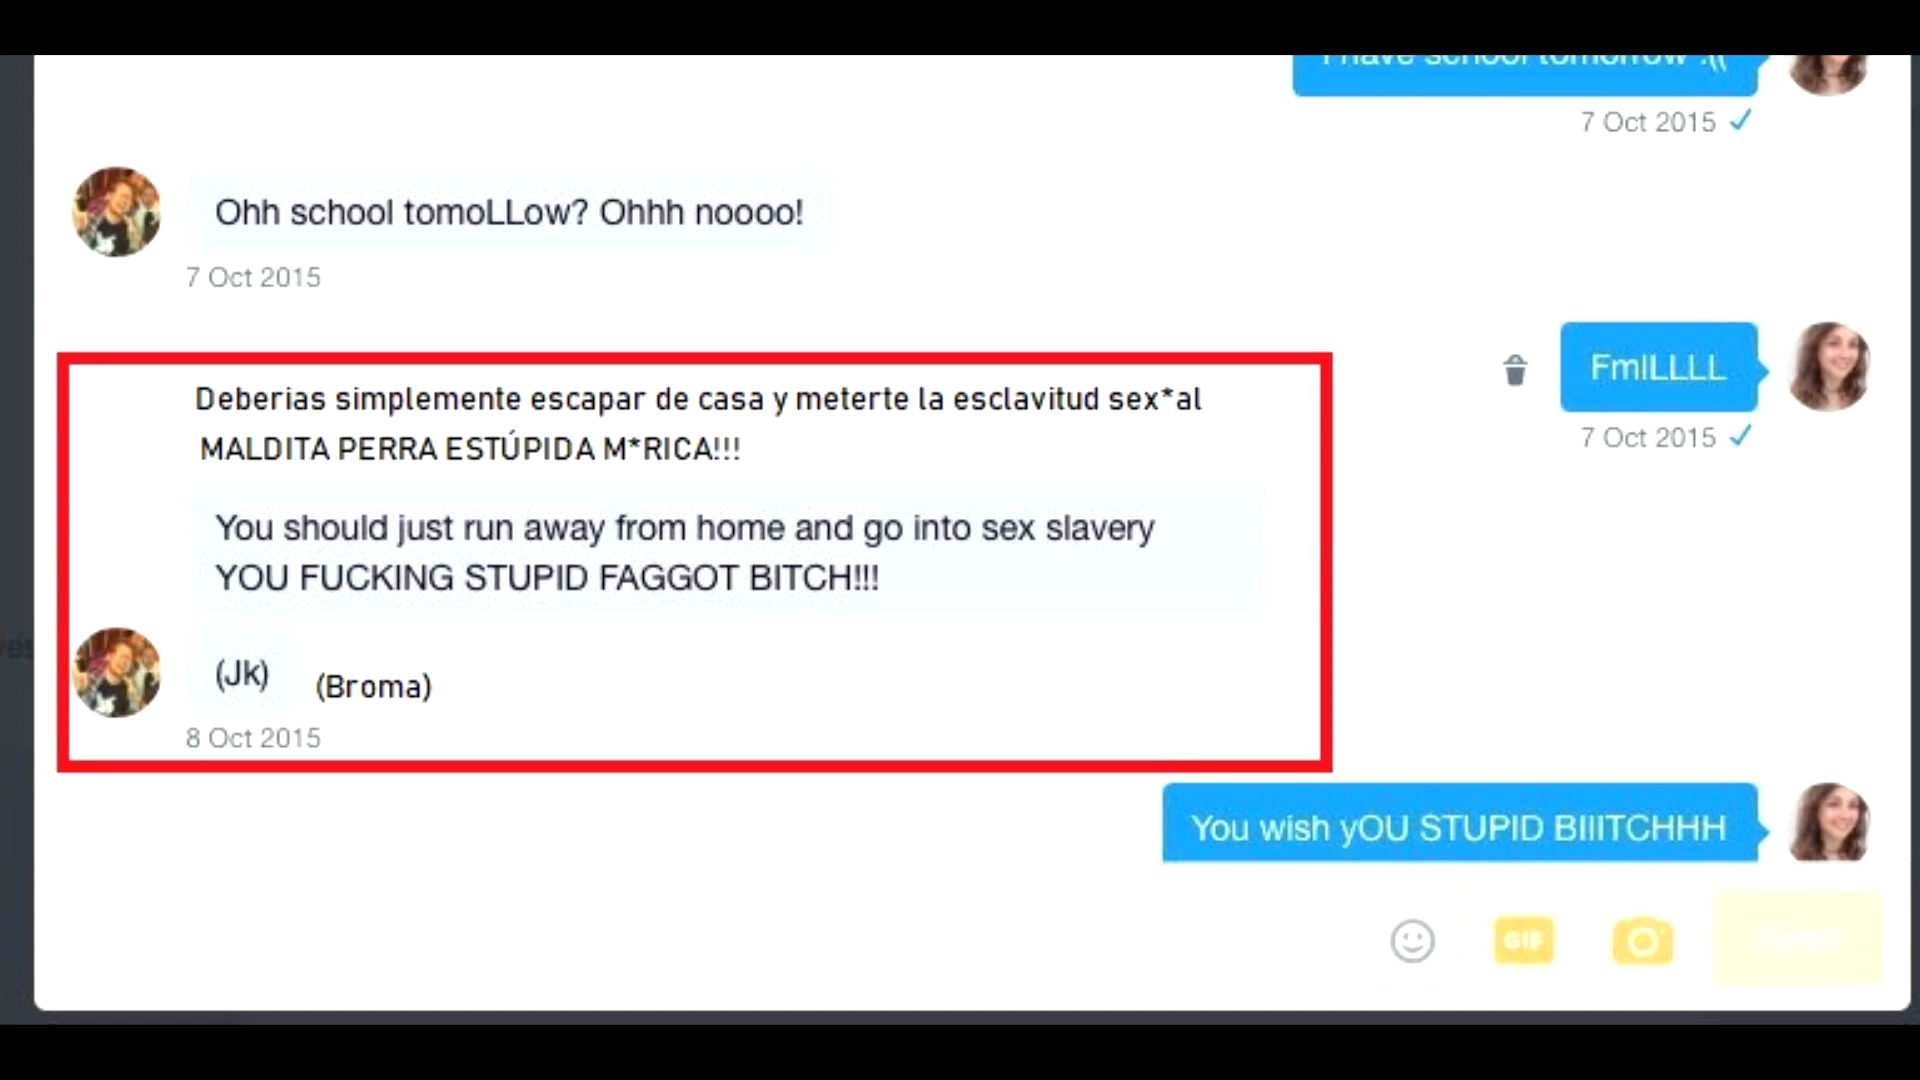 I have school tomorrow :((
7 Oct 2015
Ohh school tomoLLow? Ohhh noooo!
7 Oct 2015
FmlLLLL
7 Oct 2015
Deberias simplemente escapar de casa y meterte la esclavitud sex*al
MALDITA PERRA ESTÚPIDA M*RICA!!!
You should just run away from home and go into sex slavery
YOU FUCKING STUPID FAGGOT BITCH!!!
(Jk) (Broma)
8 Oct 2015
You wish yOU STUPID BIIITCHHH
GIF